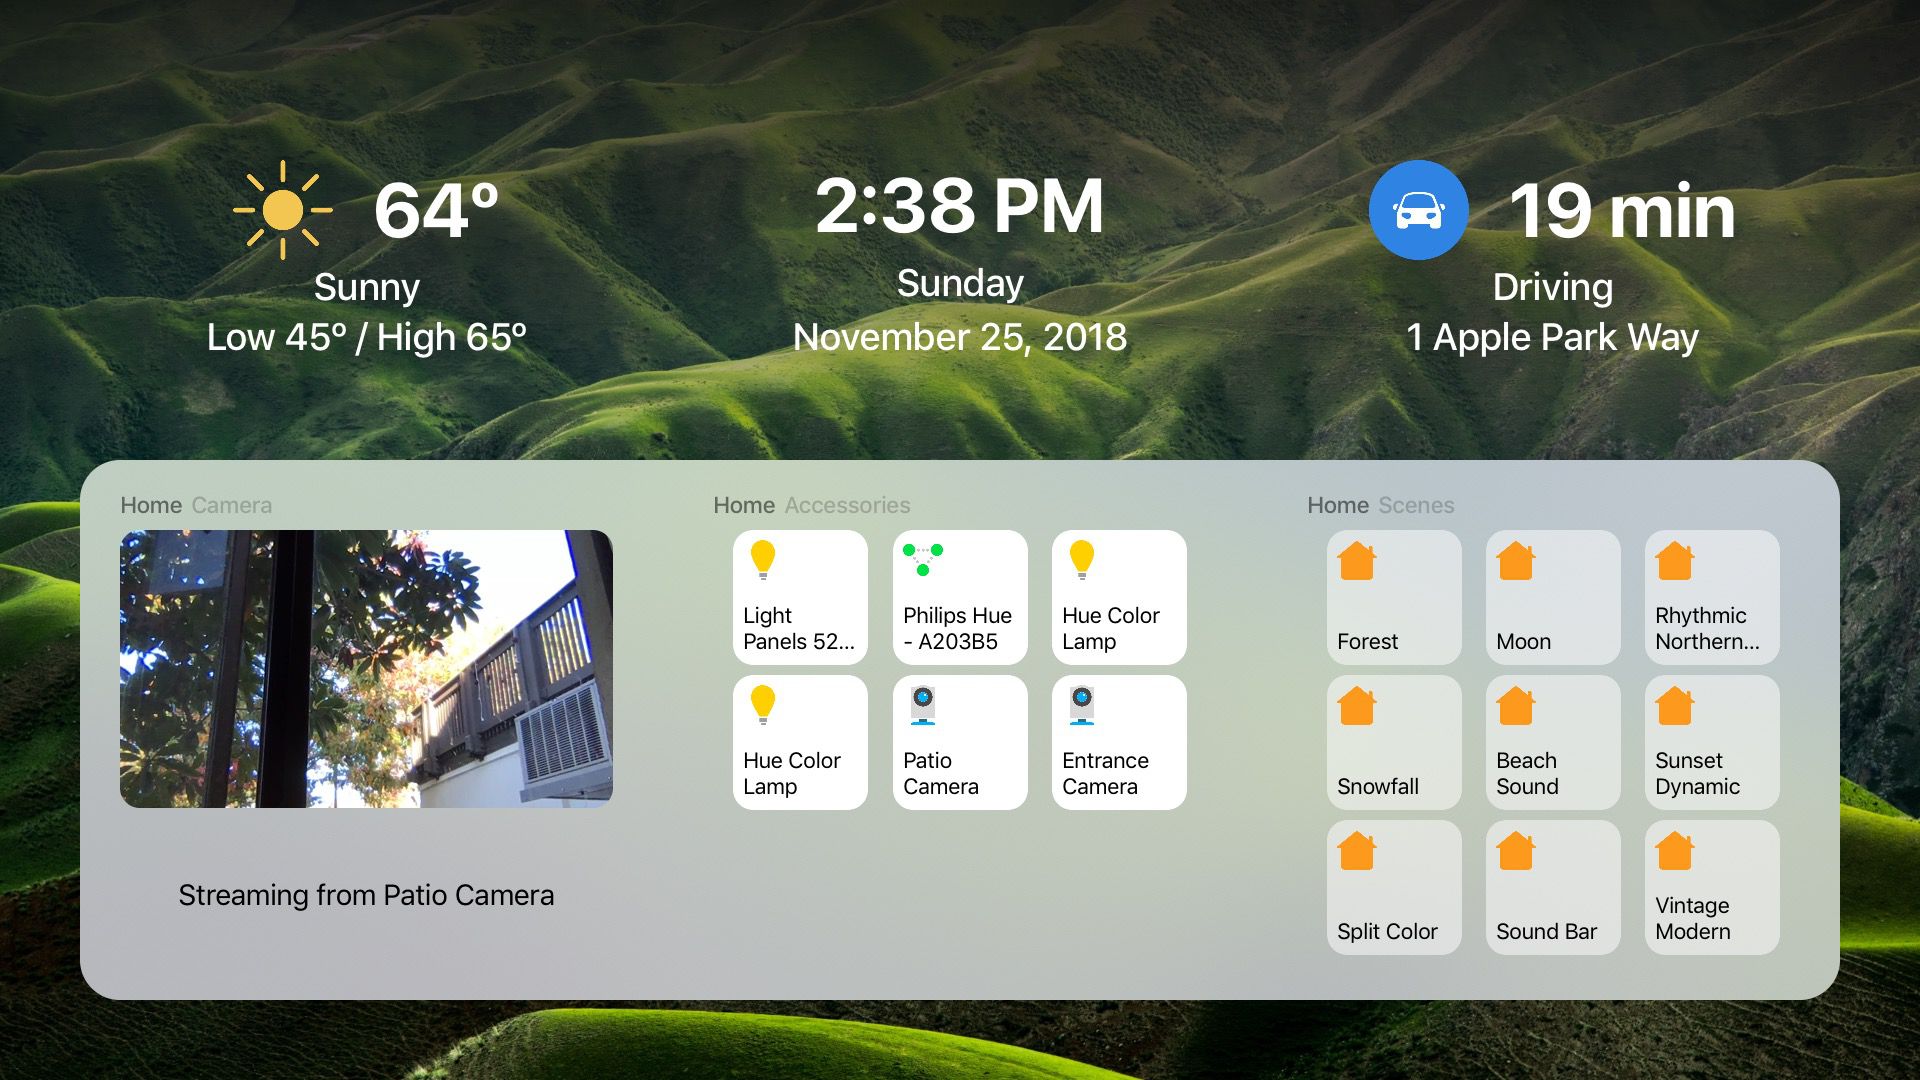 64º
Sunny
Low 45º / High 65º
2:38 PM
Sunday
November 25, 2018
19 min
Driving
1 Apple Park Way
Home Camera
Streaming from Patio Camera
Home Accessories
Light
Panels 52...
Philips Hue
- A203B5
Hue Color
Lamp
Hue Color
Lamp
Patio
Camera
Entrance
Camera
Home Scenes
Forest
Moon
Rhythmic
Northern...
Snowfall
Beach
Sound
Sunset
Dynamic
Split Color
Sound Bar
Vintage
Modern